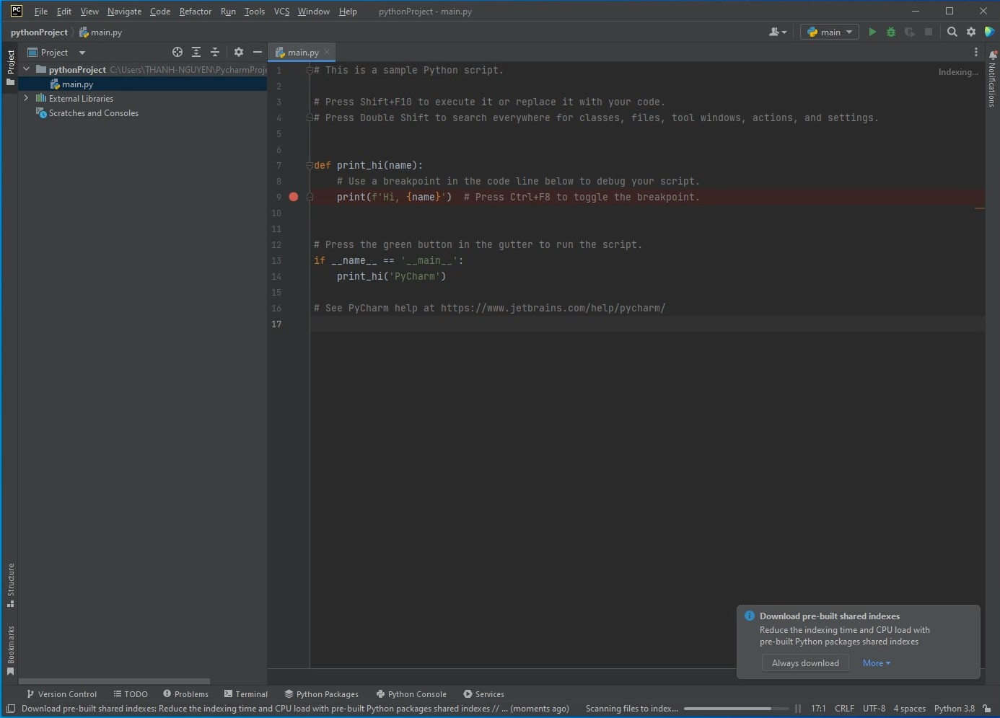 PC File Edit View Navigate Code Refactor Run Tools VCS Window Help pythonProject - main.py
pythonProject main.py main
Project main.py
Project
pythonProject C:\Users\THANH-NGUYEN\PycharmProj
main.py
External Libraries
Scratches and Consoles
Structure
Bookmarks
1 # This is a sample Python script.
2
3 # Press Shift+F10 to execute it or replace it with your code.
4 # Press Double Shift to search everywhere for classes, files, tool windows, actions, and settings.
5
6
7 def print_hi(name):
8 # Use a breakpoint in the code line below to debug your script.
9 print(f'Hi, {name}') # Press Ctrl+F8 to toggle the breakpoint.
10
11
12 # Press the green button in the gutter to run the script.
13 if __name__ == '__main__':
14 print_hi('PyCharm')
15
16 # See PyCharm help at https://www.jetbrains.com/help/pycharm/
17
Indexing...
Notifications
Download pre-built shared indexes
Reduce the indexing time and CPU load with
pre-built Python packages shared indexes
Always download More
Version Control TODO Problems Terminal Python Packages Python Console Services
Download pre-built shared indexes: Reduce the indexing time and CPU load with pre-built Python packages shared indexes // ... (moments ago) Scanning files to index... 17:1 CRLF UTF-8 4 spaces Python 3.8